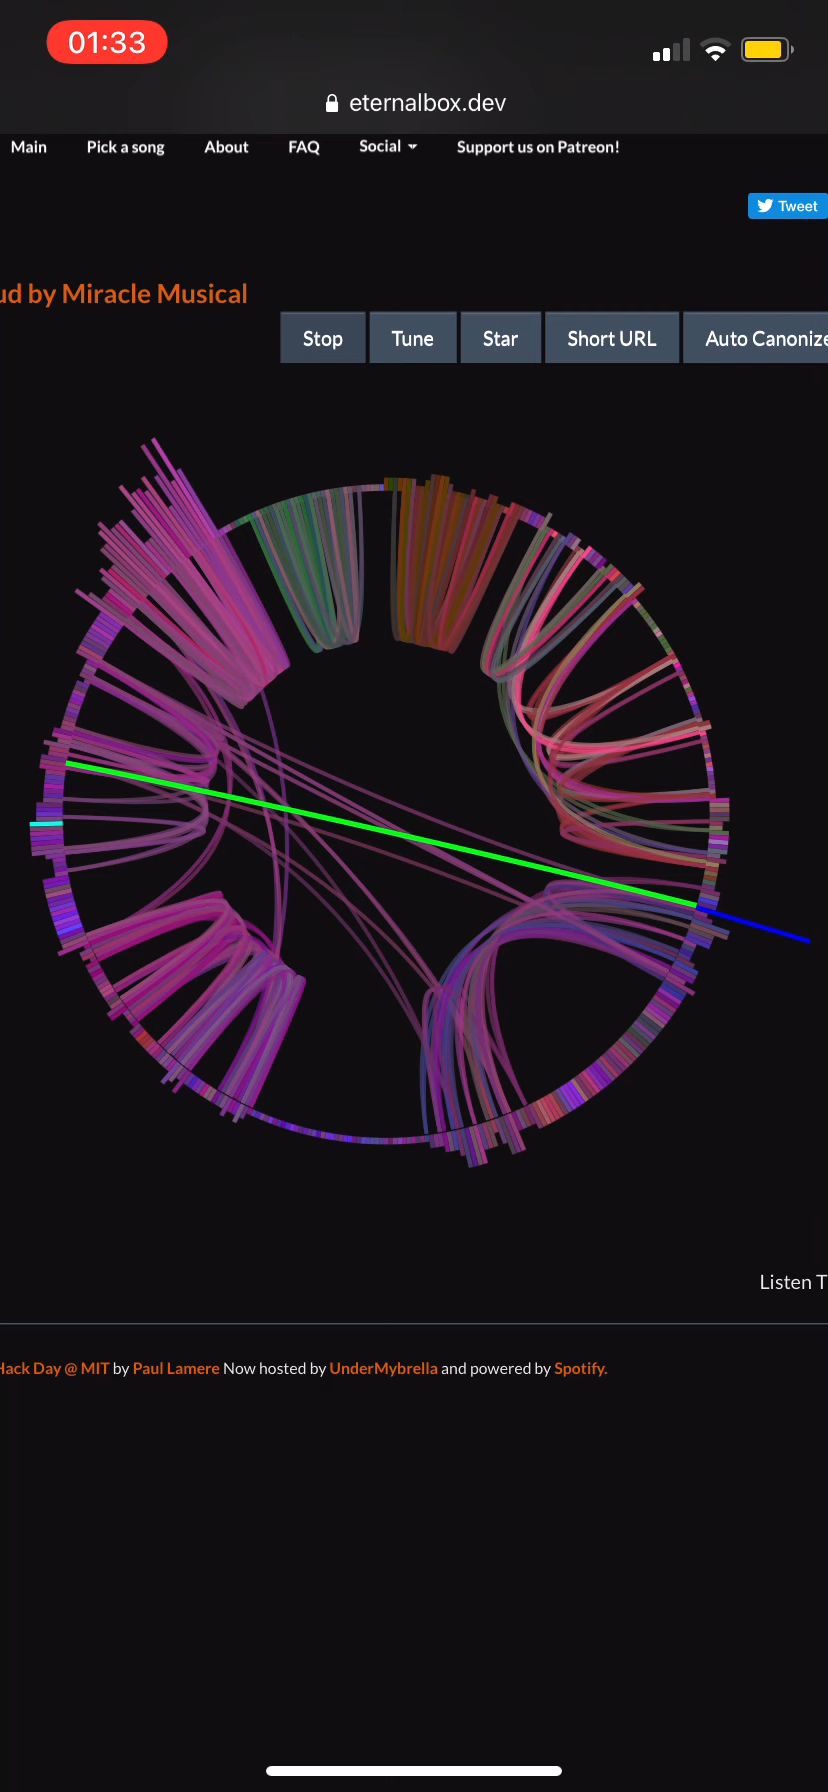 01:33
eternalbox.dev
Main Pick a song About FAQ Social Support us on Patreon!
Tweet
ud by Miracle Musical
Stop Tune Star Short URL Auto Canonize
Listen T
Hack Day @ MIT by Paul Lamere Now hosted by UnderMybrella and powered by Spotify.